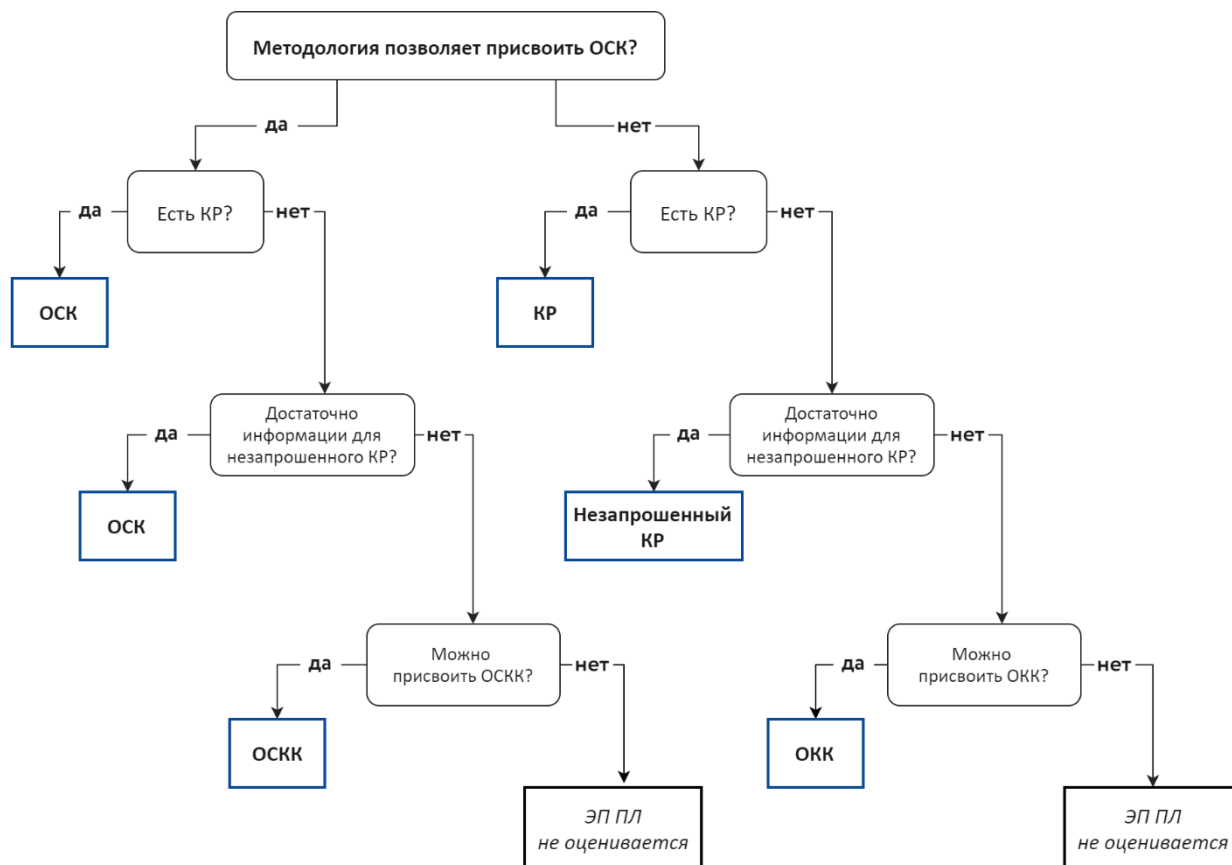 Методология позволяет присвоить ОСК?
да
нет
да
Есть КР?
нет
да
Есть КР?
нет
ОСК
КР
да
Достаточно
информации для
незапрошенного КР?
нет
да
Достаточно
информации для
незапрошенного КР?
нет
ОСК
Незапрошенный
КР
да
Можно
присвоить ОСКК?
нет
да
Можно
присвоить ОКК?
нет
ОСКК
ОКК
ЭП ПЛ
не оценивается
ЭП ПЛ
не оценивается